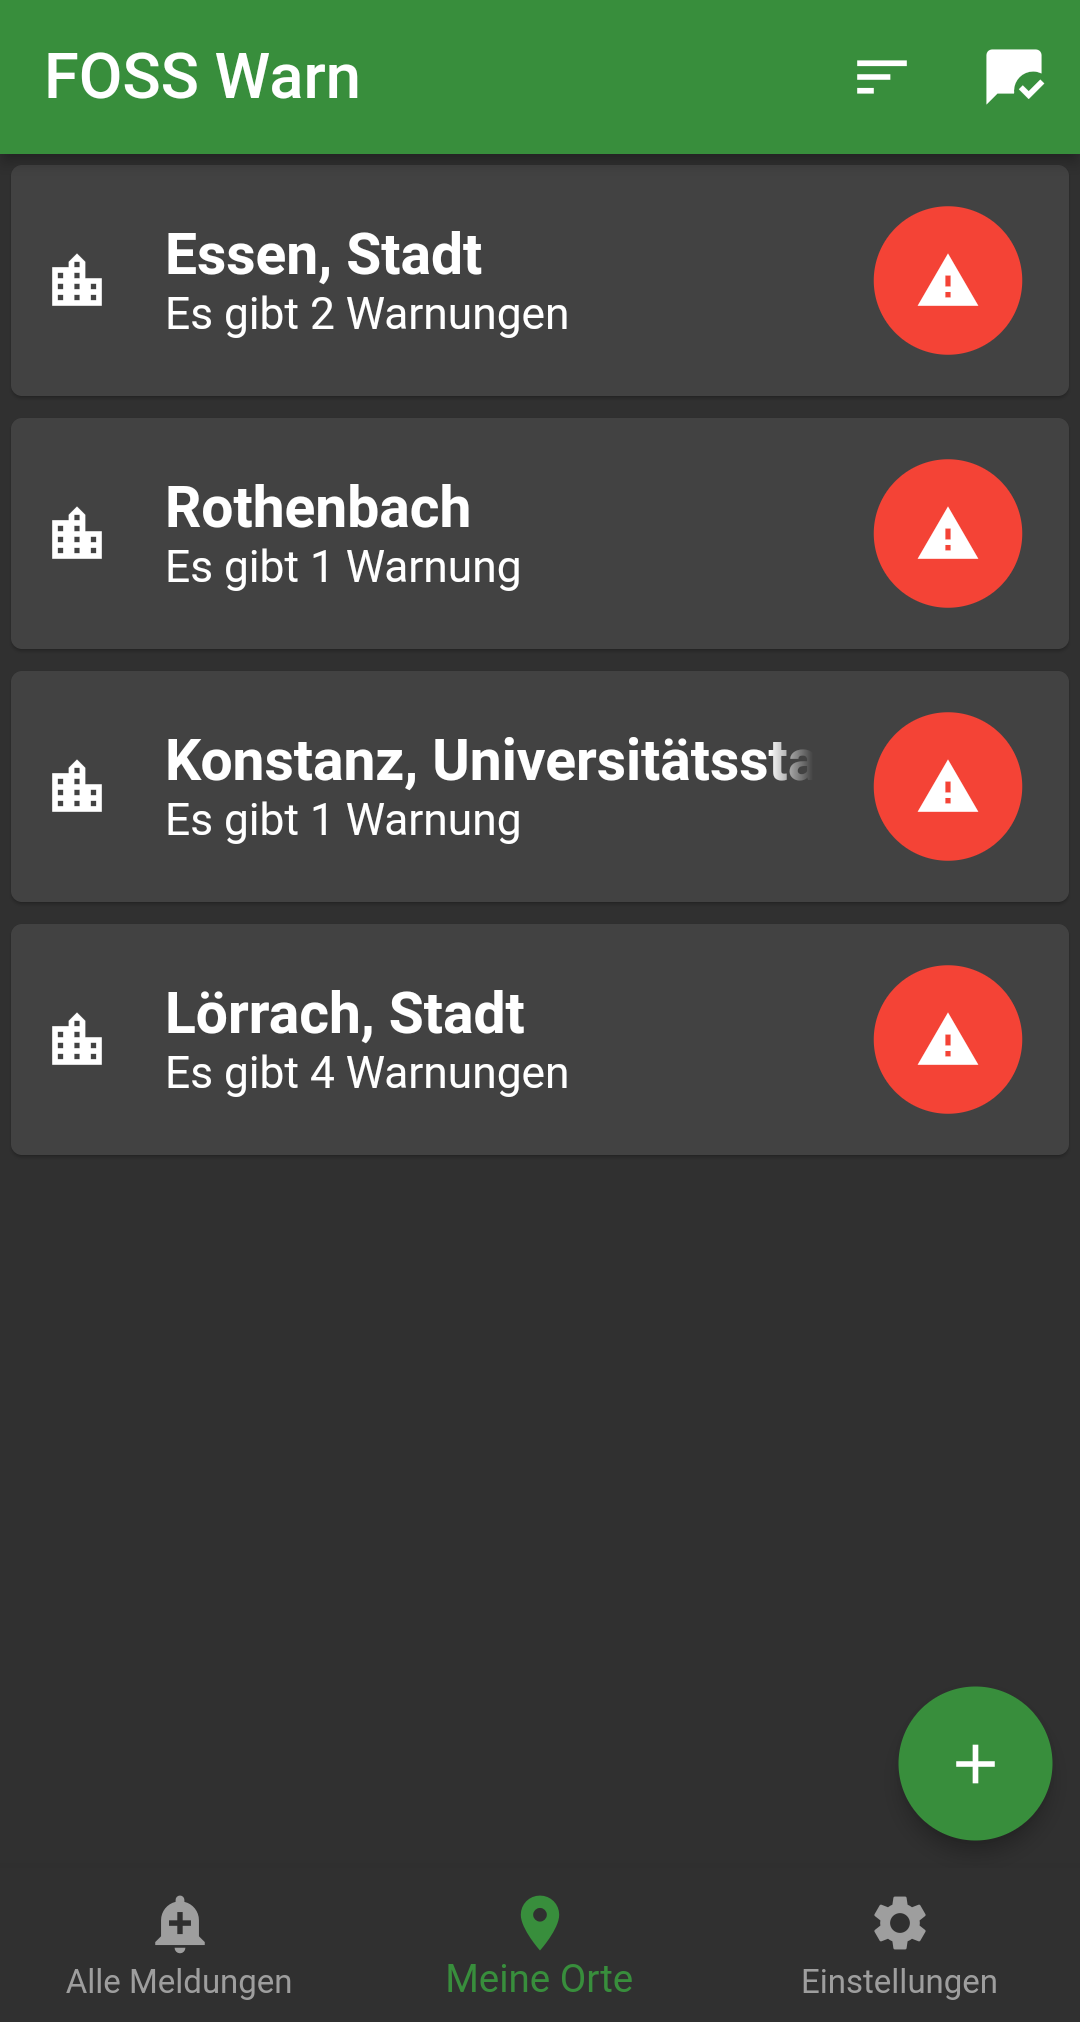 FOSS Warn
Essen, Stadt
Es gibt 2 Warnungen
Rothenbach
Es gibt 1 Warnung
Konstanz, Universitätssta
Es gibt 1 Warnung
Lörrach, Stadt
Es gibt 4 Warnungen
Alle Meldungen
Meine Orte
Einstellungen